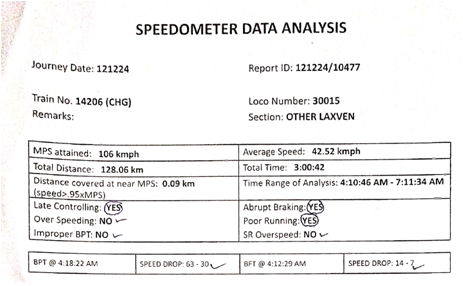 SPEEDOMETER DATA ANALYSIS
Journey Date: 121224 Report ID: 121224/10477
Train No. 14206 (CHG) Loco Number: 30015
Remarks: Section: OTHER LAXVEN
MPS attained: 106 kmph Average Speed: 42.52 kmph
Total Distance: 128.06 km Total Time: 3:00:42
Distance covered at near MPS: 0.09 km Time Range of Analysis: 4:10:46 AM - 7:11:34 AM
(speed>.95xMPS)
Late Controlling: YES Abrupt Braking: YES
Over Speeding: NO Poor Running: YES
Improper BPT: NO SR Overspeed: NO
BPT @ 4:18:22 AM SPEED DROP: 63 - 30 BFT @ 4:12:29 AM SPEED DROP: 14 - 7